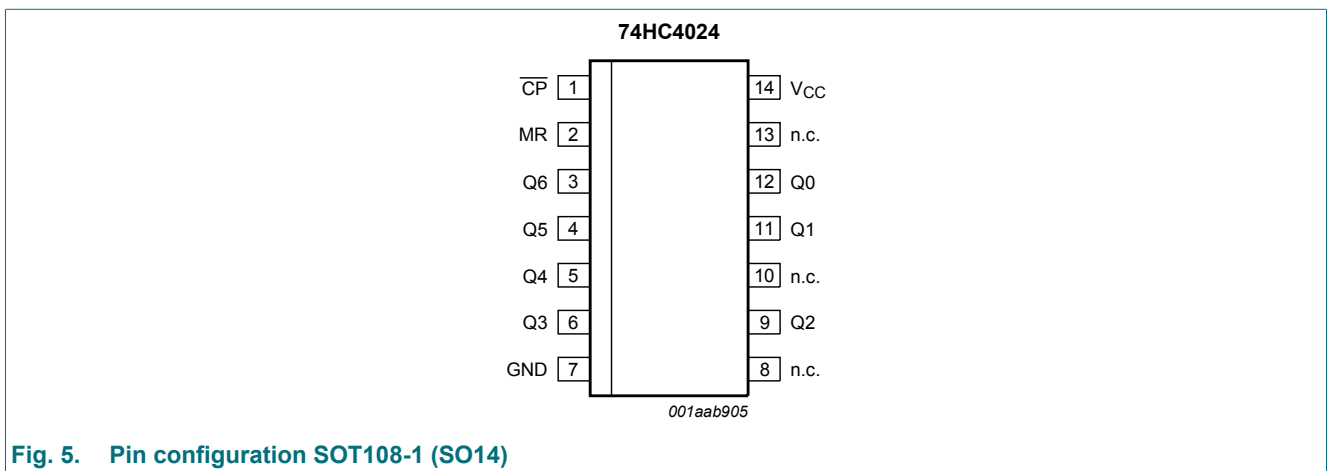 74HC4024
C̅P̅ 1 14 VCC
MR 2 13 n.c.
Q6 3 12 Q0
Q5 4 11 Q1
Q4 5 10 n.c.
Q3 6 9 Q2
GND 7 8 n.c.
001aab905
Fig. 5. Pin configuration SOT108-1 (SO14)